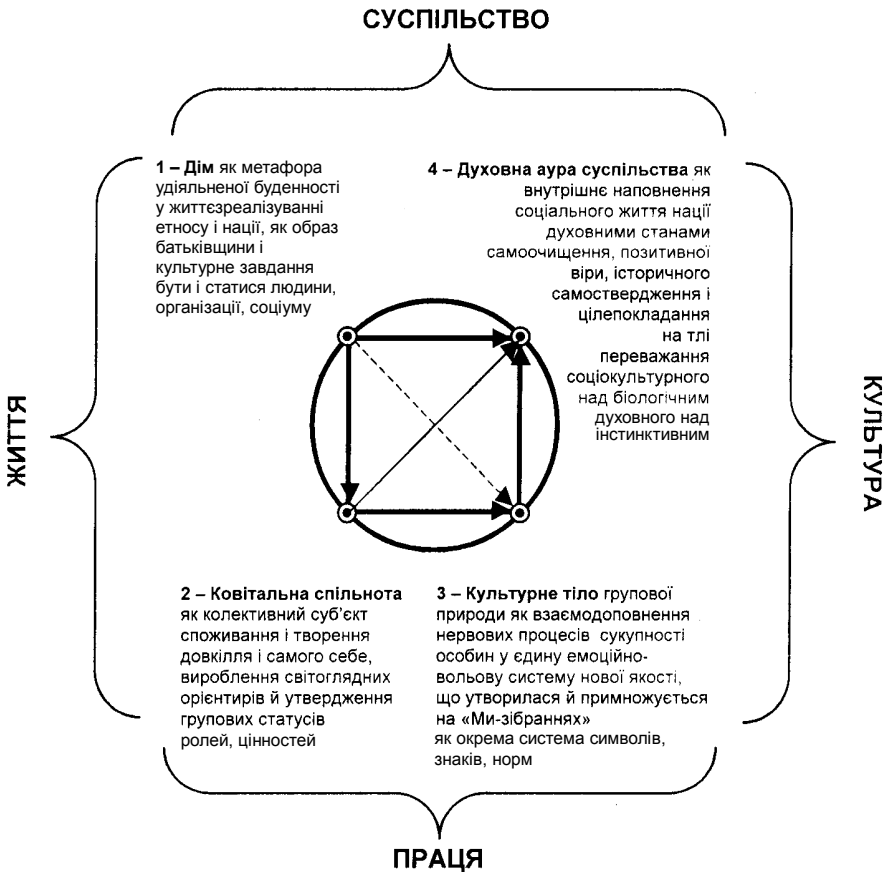 СУСПІЛЬСТВО
1 – Дім як метафора
удіяльненої буденності
у життєзреалізуванні
етносу і нації, як образ
батьківщини і
культурне завдання
бути і статися людини,
організації, соціуму
4 – Духовна аура суспільства як
внутрішнє наповнення
соціального життя нації
духовними станами
самоочищення, позитивної
віри, історичного
самоствердження і
цілепокладання
на тлі
переважання
соціокультурного
над біологічним
духовного над
інстинктивним
ЖИТТЯ
КУЛЬТУРА
2 – Ковітальна спільнота
як колективний суб’єкт
споживання і творення
довкілля і самого себе,
вироблення світоглядних
орієнтирів й утвердження
групових статусів
ролей, цінностей
3 – Культурне тіло групової
природи як взаємодоповнення
нервових процесів сукупності
особин у єдину емоційно-
вольову систему нової якості,
що утворилася й примножується
на «Ми-зібраннях»
як окрема система символів,
знаків, норм
ПРАЦЯ